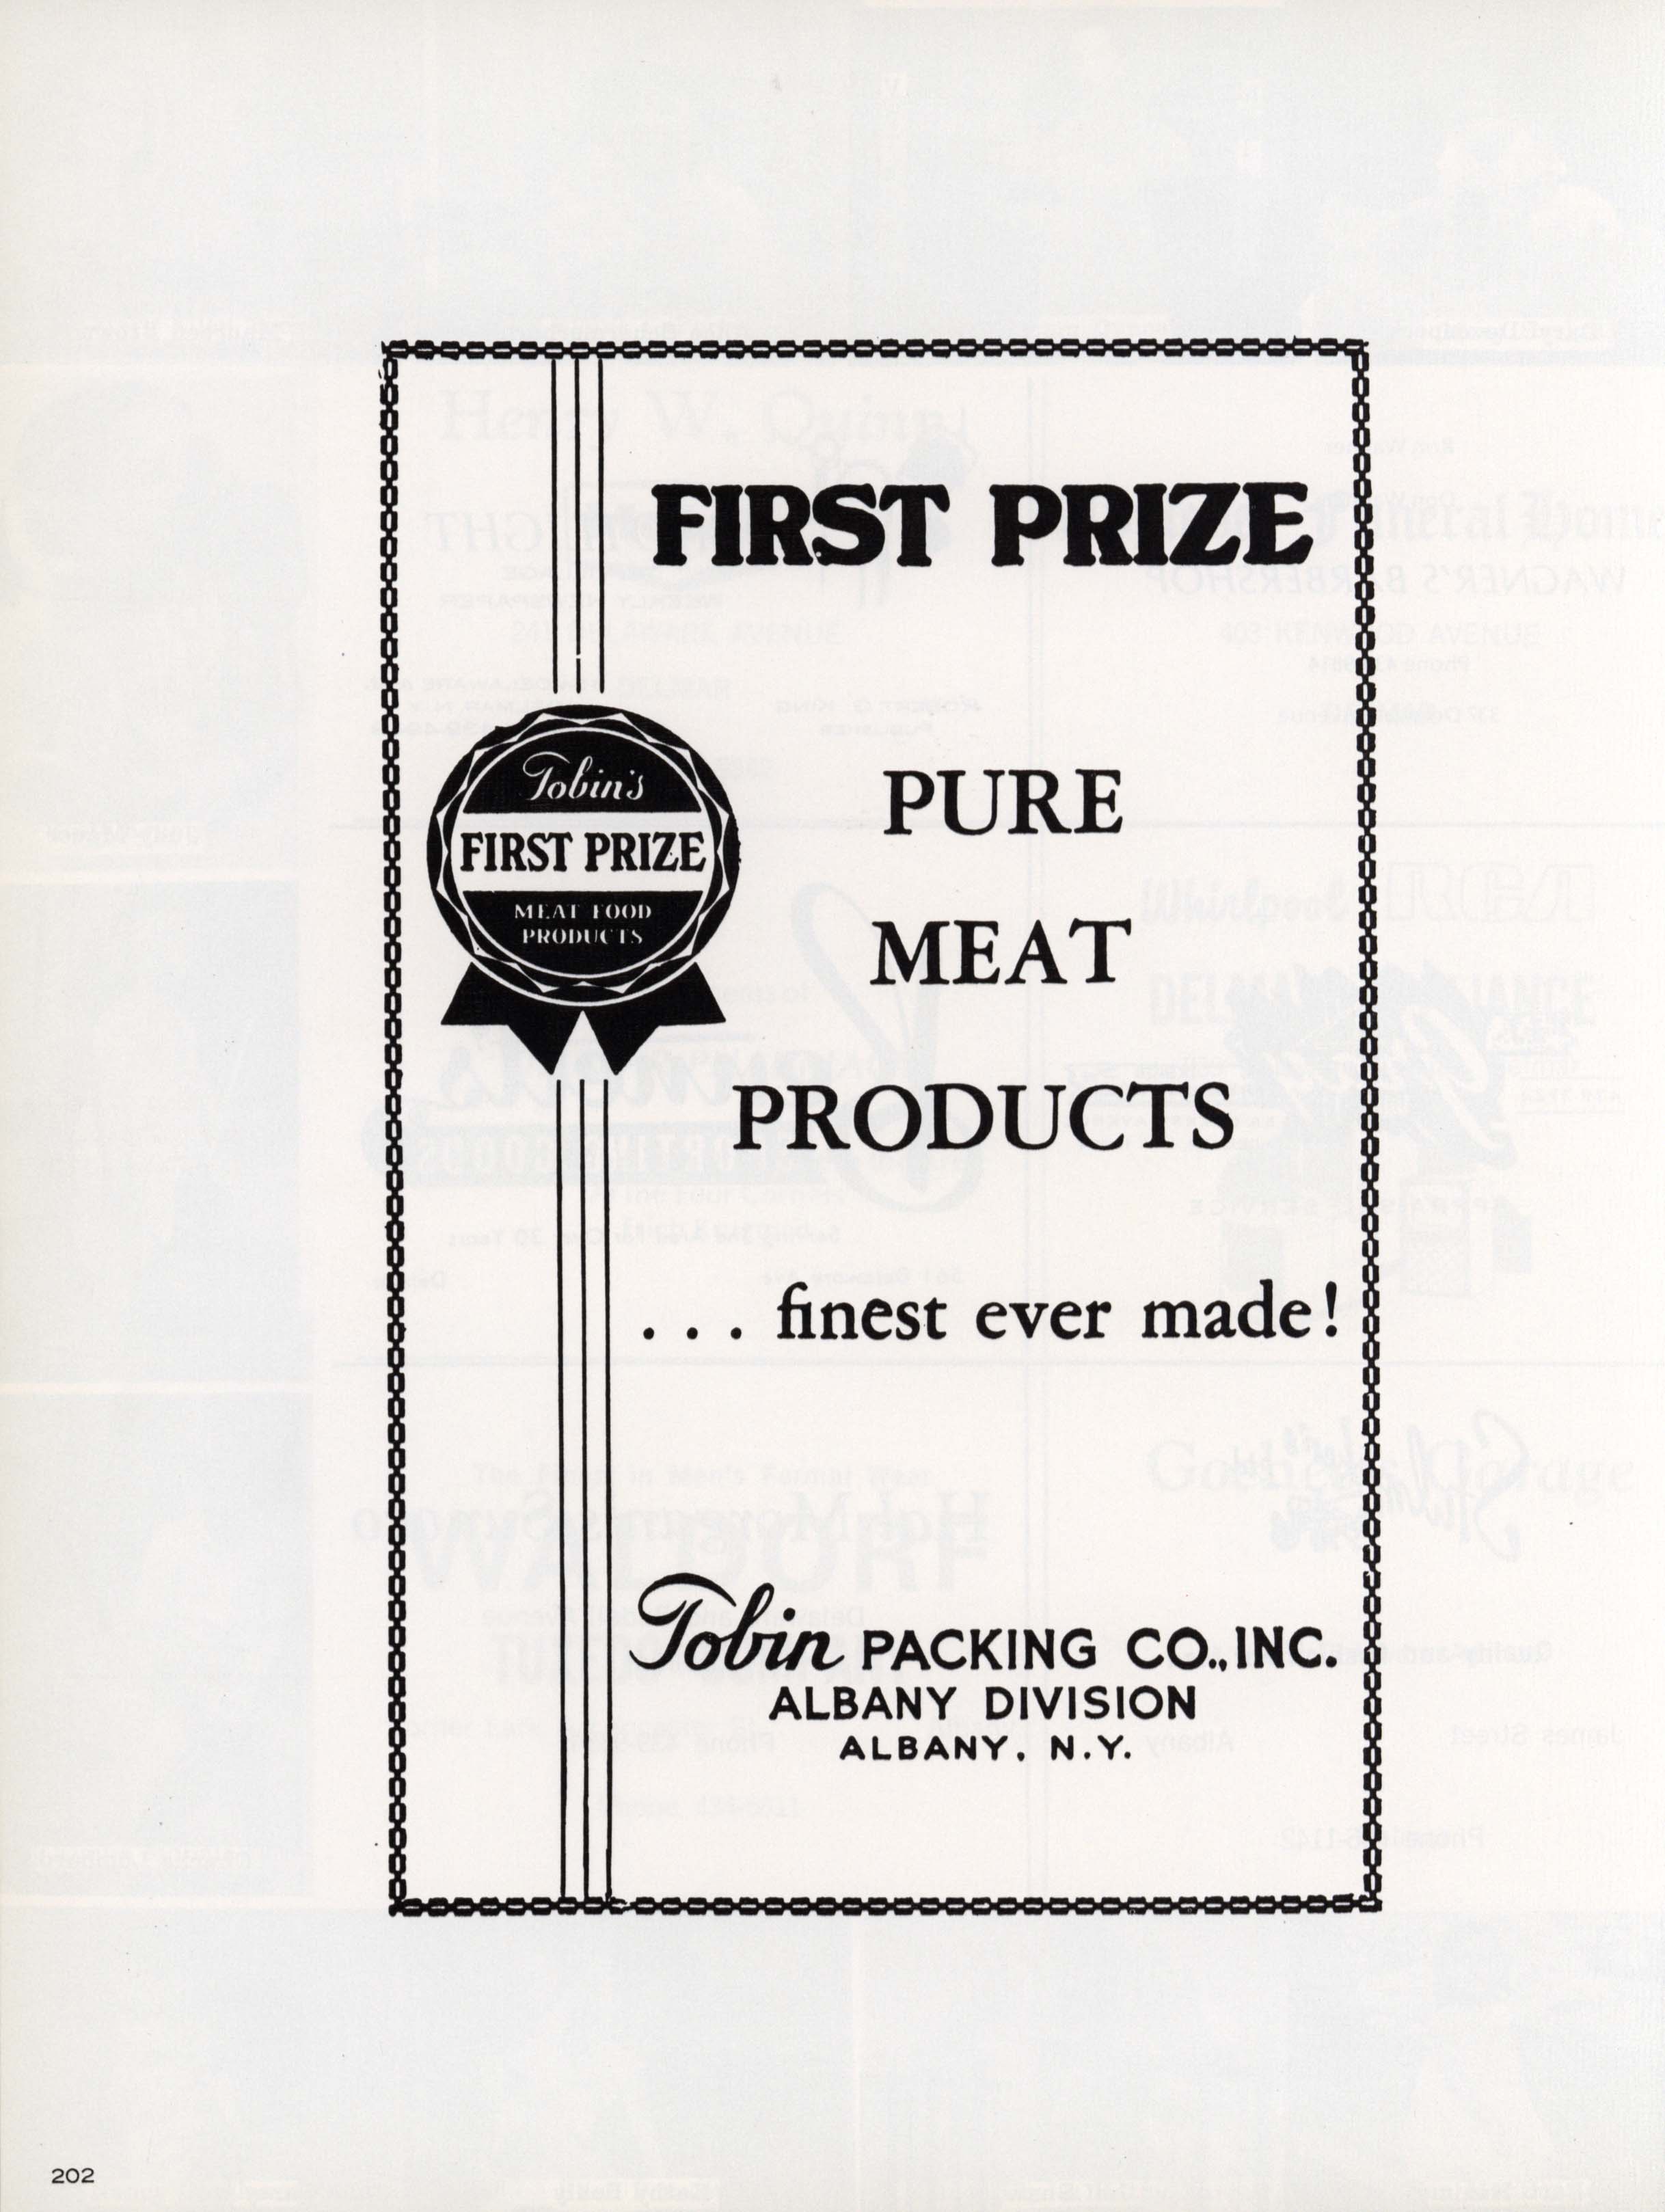 FIRST PRIZE
Tobin's
FIRST PRIZE
MEAT FOOD
PRODUCTS
PURE
MEAT
PRODUCTS
... finest ever made!
Tobin PACKING CO., INC.
ALBANY DIVISION
ALBANY, N.Y.
202